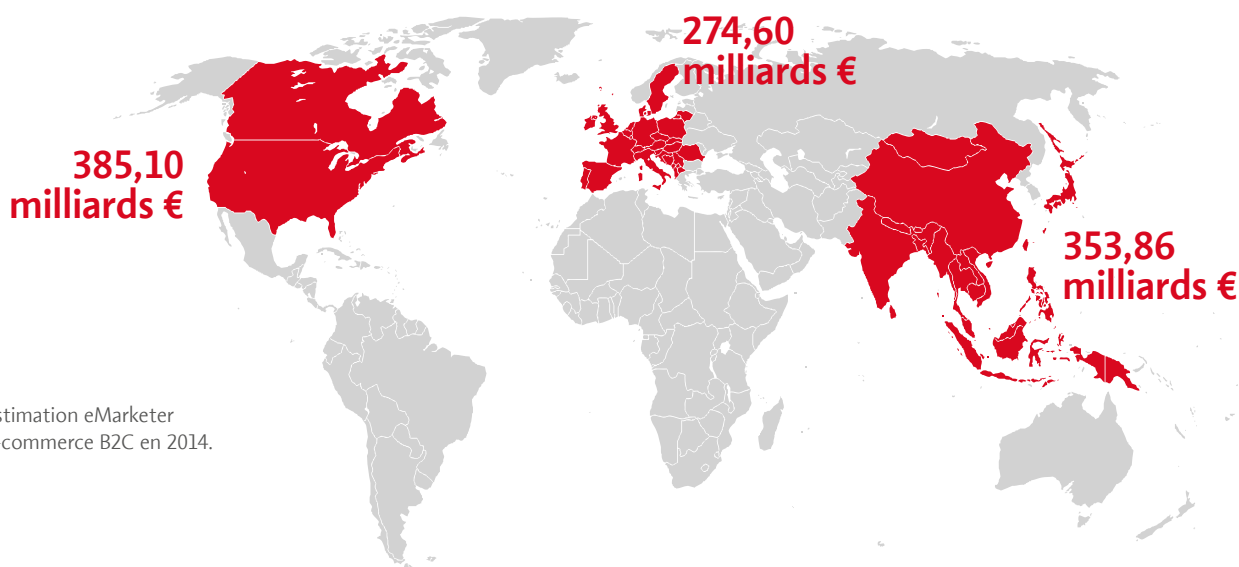 274,60
milliards €
385,10
milliards €
353,86
milliards €
stimation eMarketer
commerce B2C en 2014.